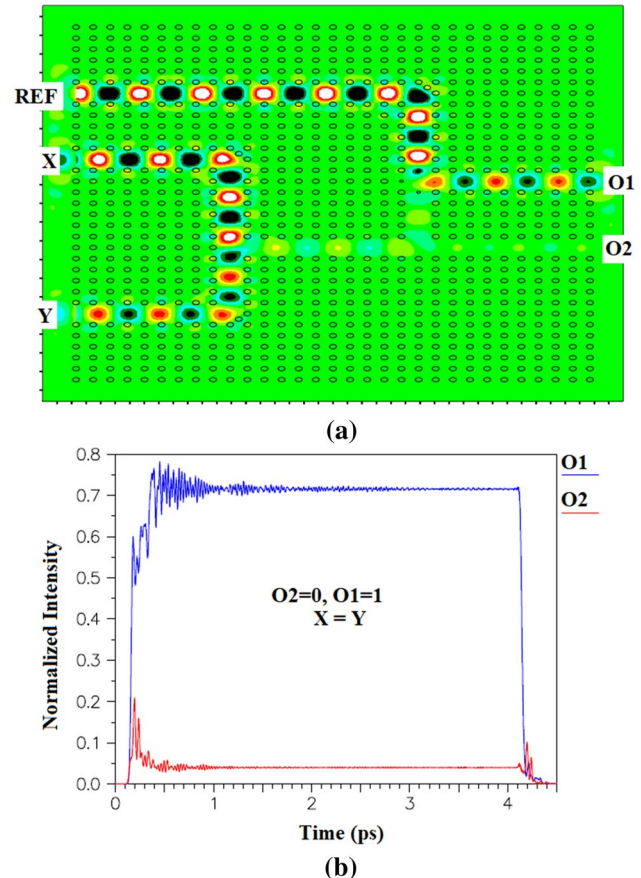 REF
X
Y
O1
O2
(a)
O1
O2
0.8
0.7
0.6
0.5
0.4
0.3
0.2
0.1
0.0
Normalized Intensity
O2=0, O1=1
X = Y
0 1 2 3 4
Time (ps)
(b)